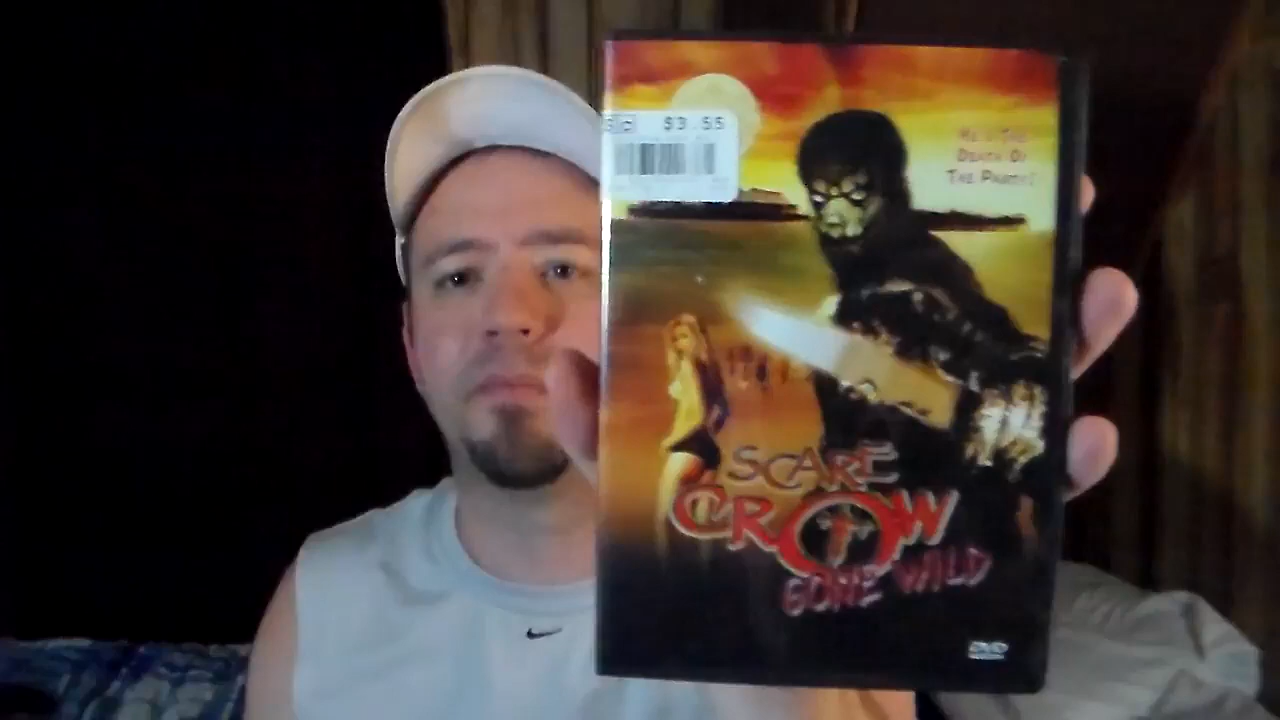 $3.55
He's The
Death Of
The Party!
SCARE
CROW
GONE WILD
DVD